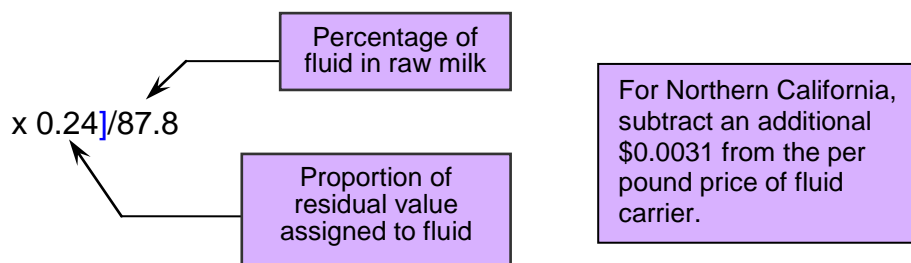 Percentage of
fluid in raw milk
x 0.24]/87.8
Proportion of
residual value
assigned to fluid
For Northern California,
subtract an additional
$0.0031 from the per
pound price of fluid
carrier.